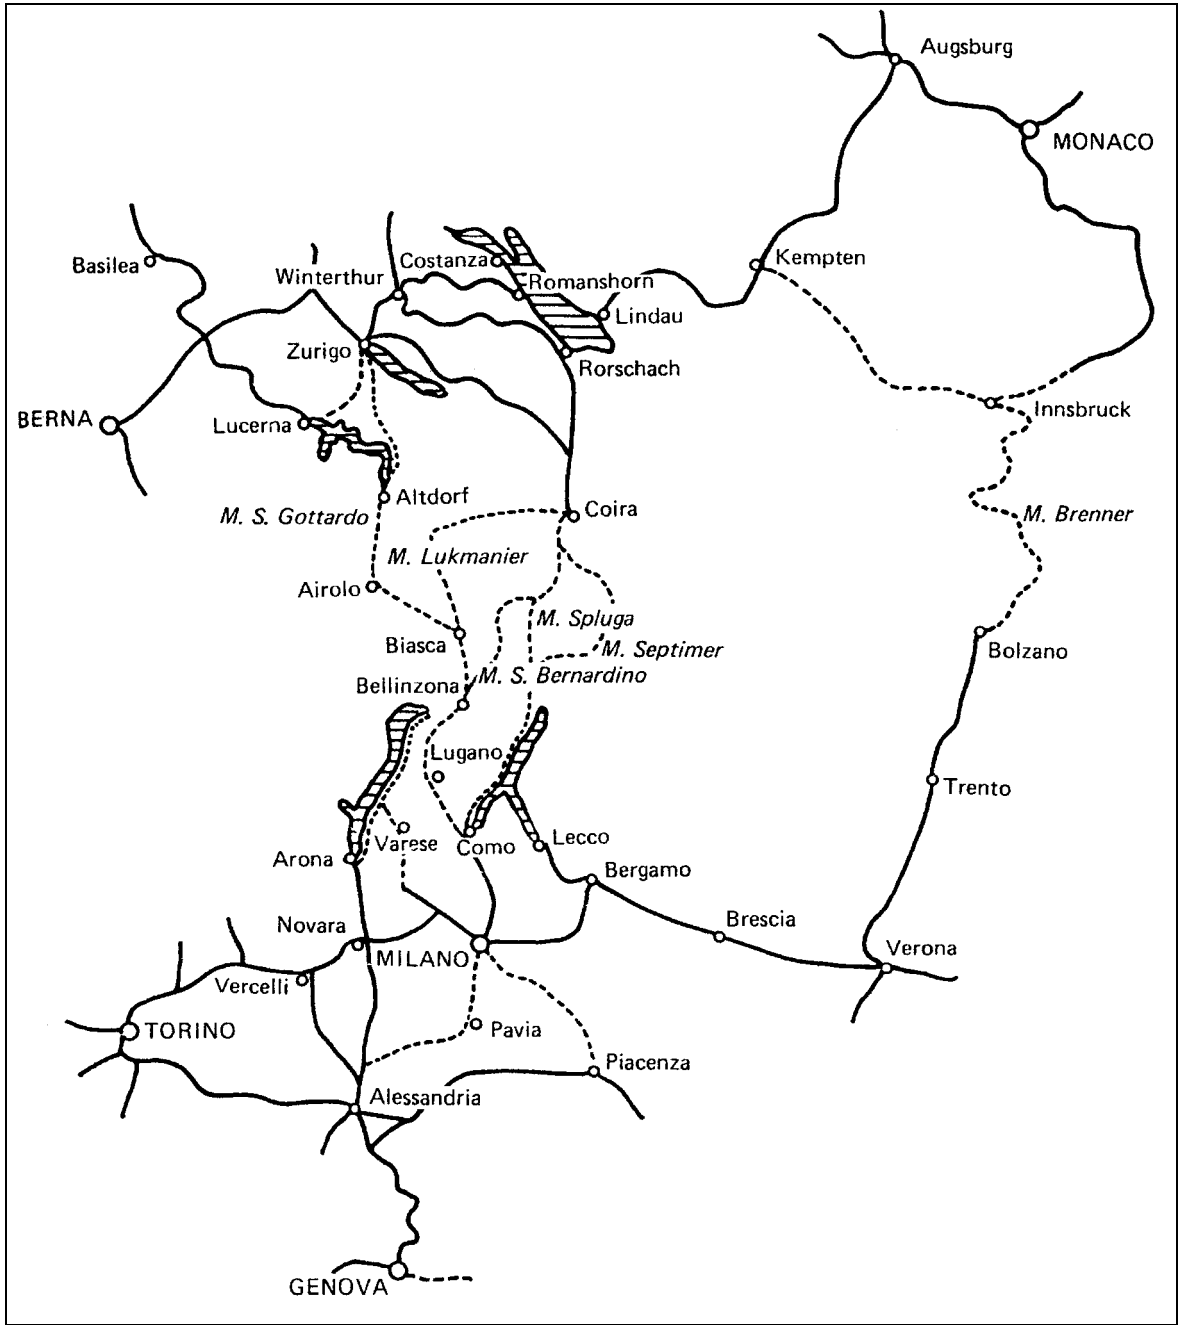 Augsburg
MONACO
Basilea
Costanza
Kempten
Winterthur
Romanshorn
Lindau
Zurigo
Rorschach
BERNA
Lucerna
Innsbruck
Altdorf
Coira
M. S. Gottardo
M. Brenner
M. Lukmanier
Airolo
M. Spluga
Biasca
M. Septimer
Bolzano
M. S. Bernardino
Bellinzona
Lugano
Trento
Varese
Como
Lecco
Arona
Bergamo
Brescia
Novara
Verona
MILANO
Vercelli
TORINO
Pavia
Piacenza
Alessandria
GENOVA